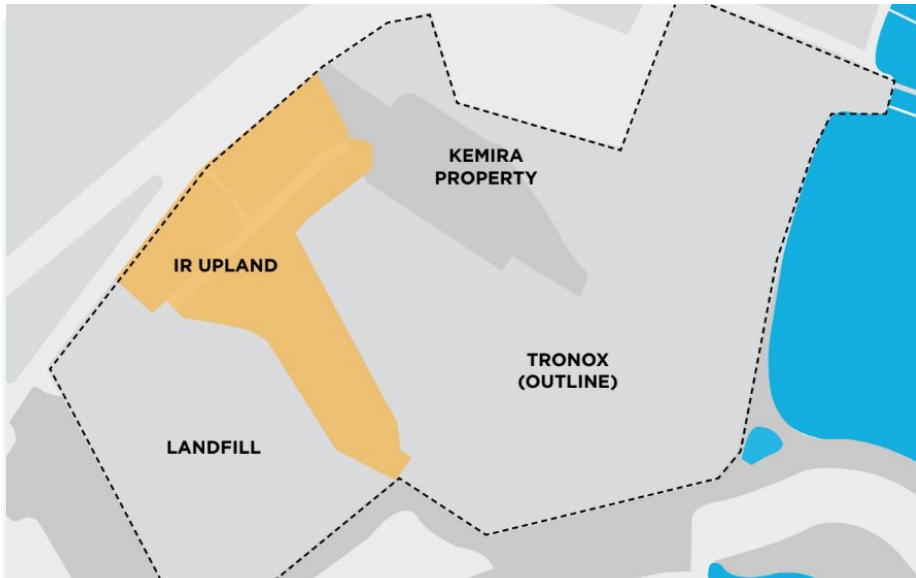 KEMIRA
PROPERTY
IR UPLAND
TRONOX
(OUTLINE)
LANDFILL